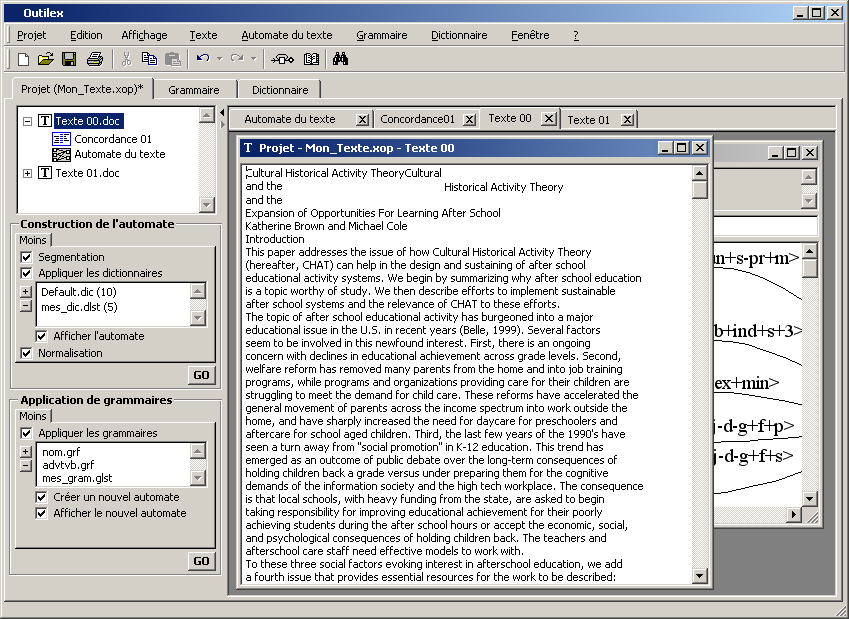 Outilex
Projet Edition Affichage Texte Automate du texte Grammaire Dictionnaire Fenêtre ?
Projet (Mon_Texte.xop)* Grammaire Dictionnaire
Texte 00.doc
Concordance 01
Automate du texte
Texte 01.doc
Construction de l'automate
Moins
Segmentation
Appliquer les dictionnaires
Default.dic (10)
mes_dic.dlst (5)
Afficher l'automate
Normalisation
GO
Application de grammaires
Moins
Appliquer les grammaires
nom.grf
advtvb.grf
mes_gram.glst
Créer un nouvel automate
Afficher le nouvel automate
GO
Automate du texte Concordance01 Texte 00 Texte 01
T Projet - Mon_Texte.xop - Texte 00
Cultural Historical Activity TheoryCultural
and the Historical Activity Theory
and the
Expansion of Opportunities For Learning After School
Katherine Brown and Michael Cole
Introduction
This paper addresses the issue of how Cultural Historical Activity Theory
(hereafter, CHAT) can help in the design and sustaining of after school
educational activity systems. We begin by summarizing why after school education
is a topic worthy of study. We then describe efforts to implement sustainable
after school systems and the relevance of CHAT to these efforts.
The topic of after school educational activity has burgeoned into a major
educational issue in the U.S. in recent years (Belle, 1999). Several factors
seem to be involved in this newfound interest. First, there is an ongoing
concern with declines in educational achievement across grade levels. Second,
welfare reform has removed many parents from the home and into job training
programs, while programs and organizations providing care for their children are
struggling to meet the demand for child care. These reforms have accelerated the
general movement of parents across the income spectrum into work outside the
home, and have sharply increased the need for daycare for preschoolers and
aftercare for school aged children. Third, the last few years of the 1990's have
seen a turn away from "social promotion" in K-12 education. This trend has
emerged as an outcome of public debate over the long-term consequences of
holding children back a grade versus under preparing them for the cognitive
demands of the information society and the high tech workplace. The consequence
is that local schools, with heavy funding from the state, are asked to begin
taking responsibility for improving educational achievement for their poorly
achieving students during the after school hours or accept the economic, social,
and psychological consequences of holding children back. The teachers and
afterschool care staff need effective models to work with.
To these three social factors evoking interest in afterschool education, we add
a fourth issue that provides essential resources for the work to be described:
n+s-pr+m>
b+ind+s+3>
ex+min>
j-d-g+f+p>
j-d-g+f+s>